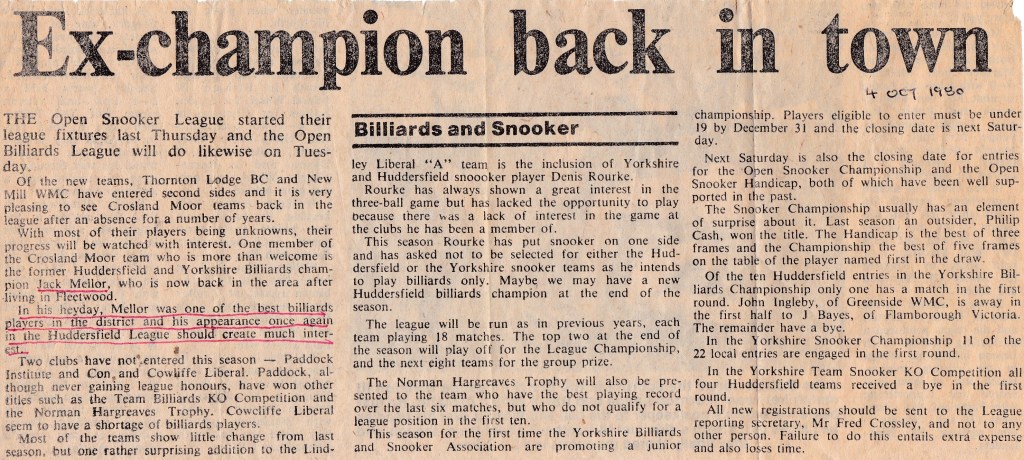 Ex-champion back in town
4 OCT 1980
THE Open Snooker League started their
league fixtures last Thursday and the Open
Billiards League will do likewise on Tues-
day.
Of the new teams, Thornton Lodge BC and New
Mill WMC have entered second sides and it is very
pleasing to see Crosland Moor teams back in the
league after an absence for a number of years.
With most of their players being unknowns, their
progress will be watched with interest. One member of
the Crosland Moor team who is more than welcome is
the former Huddersfield and Yorkshire Billiards cham-
pion Jack Mellor, who is now back in the area after
living in Fleetwood.
In his heyday, Mellor was one of the best billiards
players in the district and his appearance once again
in the Huddersfield League should create much inter-
est.
Two clubs have not entered this season — Paddock
Institute and Con and Cowliffe Liberal. Paddock, al-
though never gaining league honours, have won other
titles such as the Team Billiards KO Competition and
the Norman Hargreaves Trophy. Cowcliffe Liberal
seem to have a shortage of billiards players.
Most of the teams show little change from last
season, but one rather surprising addition to the Lind-
Billiards and Snooker
ley Liberal "A" team is the inclusion of Yorkshire
and Huddersfield snoooker player Denis Rourke.
Rourke has always shown a great interest in the
three-ball game but has lacked the opportunity to play
because there was a lack of interest in the game at
the clubs he has been a member of.
This season Rourke has put snooker on one side
and has asked not to be selected for either the Hud-
dersfield or the Yorkshire snooker teams as he intends
to play billiards only. Maybe we may have a new
Huddersfield billiards champion at the end of the
season.
The league will be run as in previous years, each
team playing 18 matches. The top two at the end of
the season will play off for the League Championship,
and the next eight teams for the group prize.
The Norman Hargreaves Trophy will also be pre-
sented to the team who have the best playing record
over the last six matches, but who do not qualify for a
league position in the first ten.
This season for the first time the Yorkshire Billiards
and Snooker Association are promoting a junior
championship. Players eligible to enter must be under
19 by December 31 and the closing date is next Satur-
day.
Next Saturday is also the closing date for entries
for the Open Snooker Championship and the Open
Snooker Handicap, both of which have been well sup-
ported in the past.
The Snooker Championship usually has an element
of surprise about it. Last season an outsider, Philip
Cash, won the title. The Handicap is the best of three
frames and the Championship the best of five frames
on the table of the player named first in the draw.
Of the ten Huddersfield entries in the Yorkshire Bil-
liards Championship only one has a match in the first
round. John Ingleby, of Greenside WMC, is away in
the first half to J Bayes, of Flamborough Victoria.
The remainder have a bye.
In the Yorkshire Snooker Championship 11 of the
22 local entries are engaged in the first round.
In the Yorkshire Team Snooker KO Competition all
four Huddersfield teams received a bye in the first
round.
All new registrations should be sent to the League
reporting secretary, Mr Fred Crossley, and not to any
other person. Failure to do this entails extra expense
and also loses time.